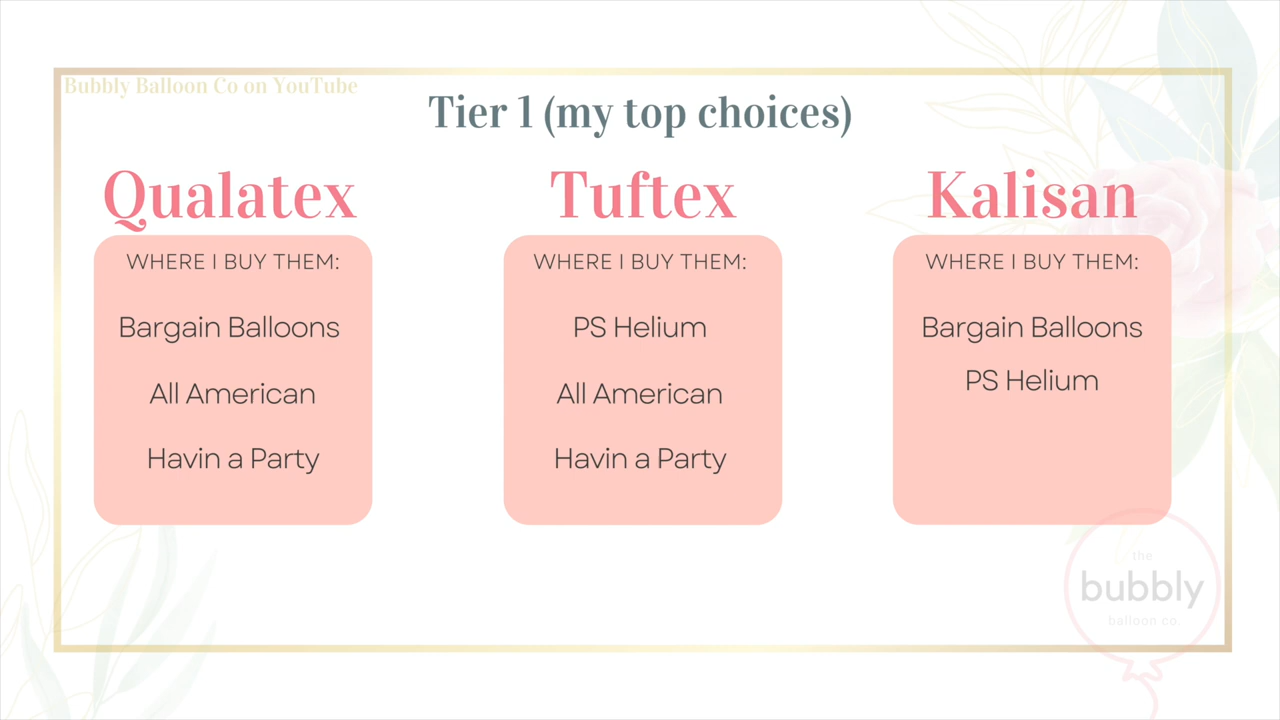 Bubbly Balloon Co on YouTube
Tier 1 (my top choices)
Qualatex
WHERE I BUY THEM:
Bargain Balloons
All American
Havin a Party
Tuftex
WHERE I BUY THEM:
PS Helium
All American
Havin a Party
Kalisan
WHERE I BUY THEM:
Bargain Balloons
PS Helium
the
bubbly
balloon co.